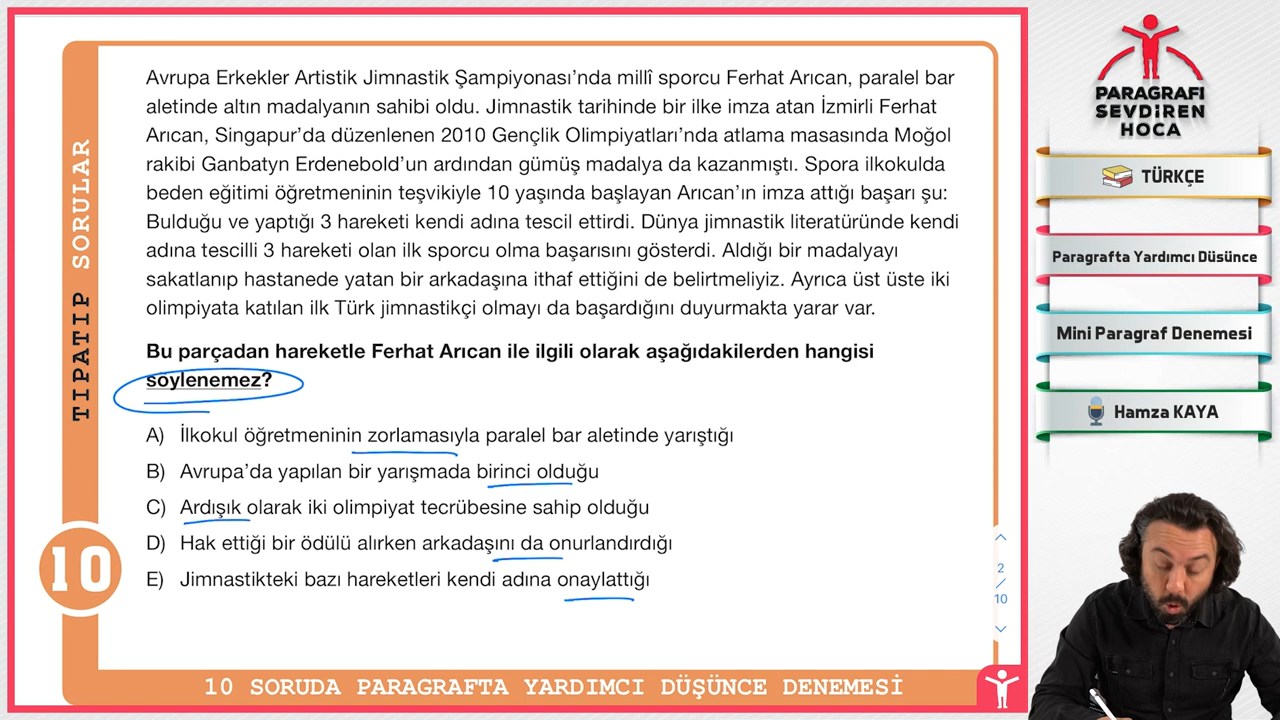 Avrupa Erkekler Artistik Jimnastik Şampiyonası’nda millî sporcu Ferhat Arıcan, paralel bar
aletinde altın madalyanın sahibi oldu. Jimnastik tarihinde bir ilke imza atan İzmirli Ferhat
Arıcan, Singapur’da düzenlenen 2010 Gençlik Olimpiyatları’nda atlama masasında Moğol
rakibi Ganbatyn Erdenebold’un ardından gümüş madalya da kazanmıştı. Spora ilkokulda
beden eğitimi öğretmeninin teşvikiyle 10 yaşında başlayan Arıcan’ın imza attığı başarı şu:
Bulduğu ve yaptığı 3 hareketi kendi adına tescil ettirdi. Dünya jimnastik literatüründe kendi
adına tescilli 3 hareketi olan ilk sporcu olma başarısını gösterdi. Aldığı bir madalyayı
sakatlanıp hastanede yatan bir arkadaşına ithaf ettiğini de belirtmeliyiz. Ayrıca üst üste iki
olimpiyata katılan ilk Türk jimnastikçi olmayı da başardığını duyurmakta yarar var.
Bu parçadan hareketle Ferhat Arıcan ile ilgili olarak aşağıdakilerden hangisi
söylenemez?
A) İlkokul öğretmeninin zorlamasıyla paralel bar aletinde yarıştığı
B) Avrupa’da yapılan bir yarışmada birinci olduğu
C) Ardışık olarak iki olimpiyat tecrübesine sahip olduğu
D) Hak ettiği bir ödülü alırken arkadaşını da onurlandırdığı
E) Jimnastikteki bazı hareketleri kendi adına onaylattığı
TIPATIP SORULAR
10
10 SORUDA PARAGRAFTA YARDIMCI DÜŞÜNCE DENEMESİ
2
/
10
PARAGRAFI
SEVDİREN
HOCA
TÜRKÇE
Paragrafta Yardımcı Düşünce
Mini Paragraf Denemesi
Hamza KAYA